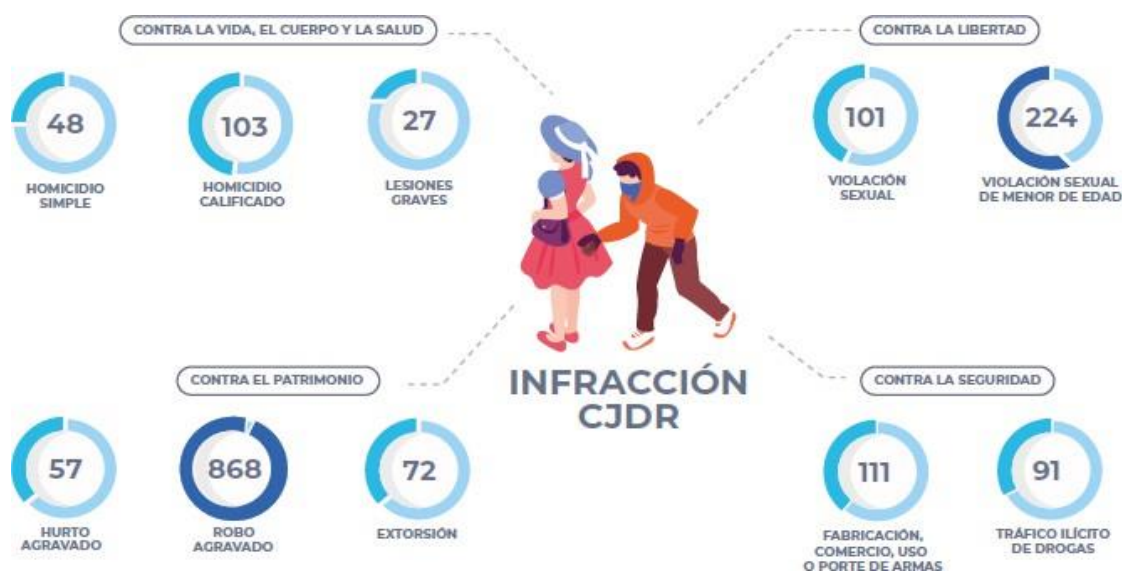 CONTRA LA VIDA, EL CUERPO Y LA SALUD
48
HOMICIDIO
SIMPLE
103
HOMICIDIO
CALIFICADO
27
LESIONES
GRAVES
CONTRA LA LIBERTAD
101
VIOLACIÓN
SEXUAL
224
VIOLACIÓN SEXUAL
DE MENOR DE EDAD
INFRACCIÓN
CJDR
CONTRA EL PATRIMONIO
57
HURTO
AGRAVADO
868
ROBO
AGRAVADO
72
EXTORSIÓN
CONTRA LA SEGURIDAD
111
FABRICACIÓN,
COMERCIO, USO
O PORTE DE ARMAS
91
TRÁFICO ILÍCITO
DE DROGAS